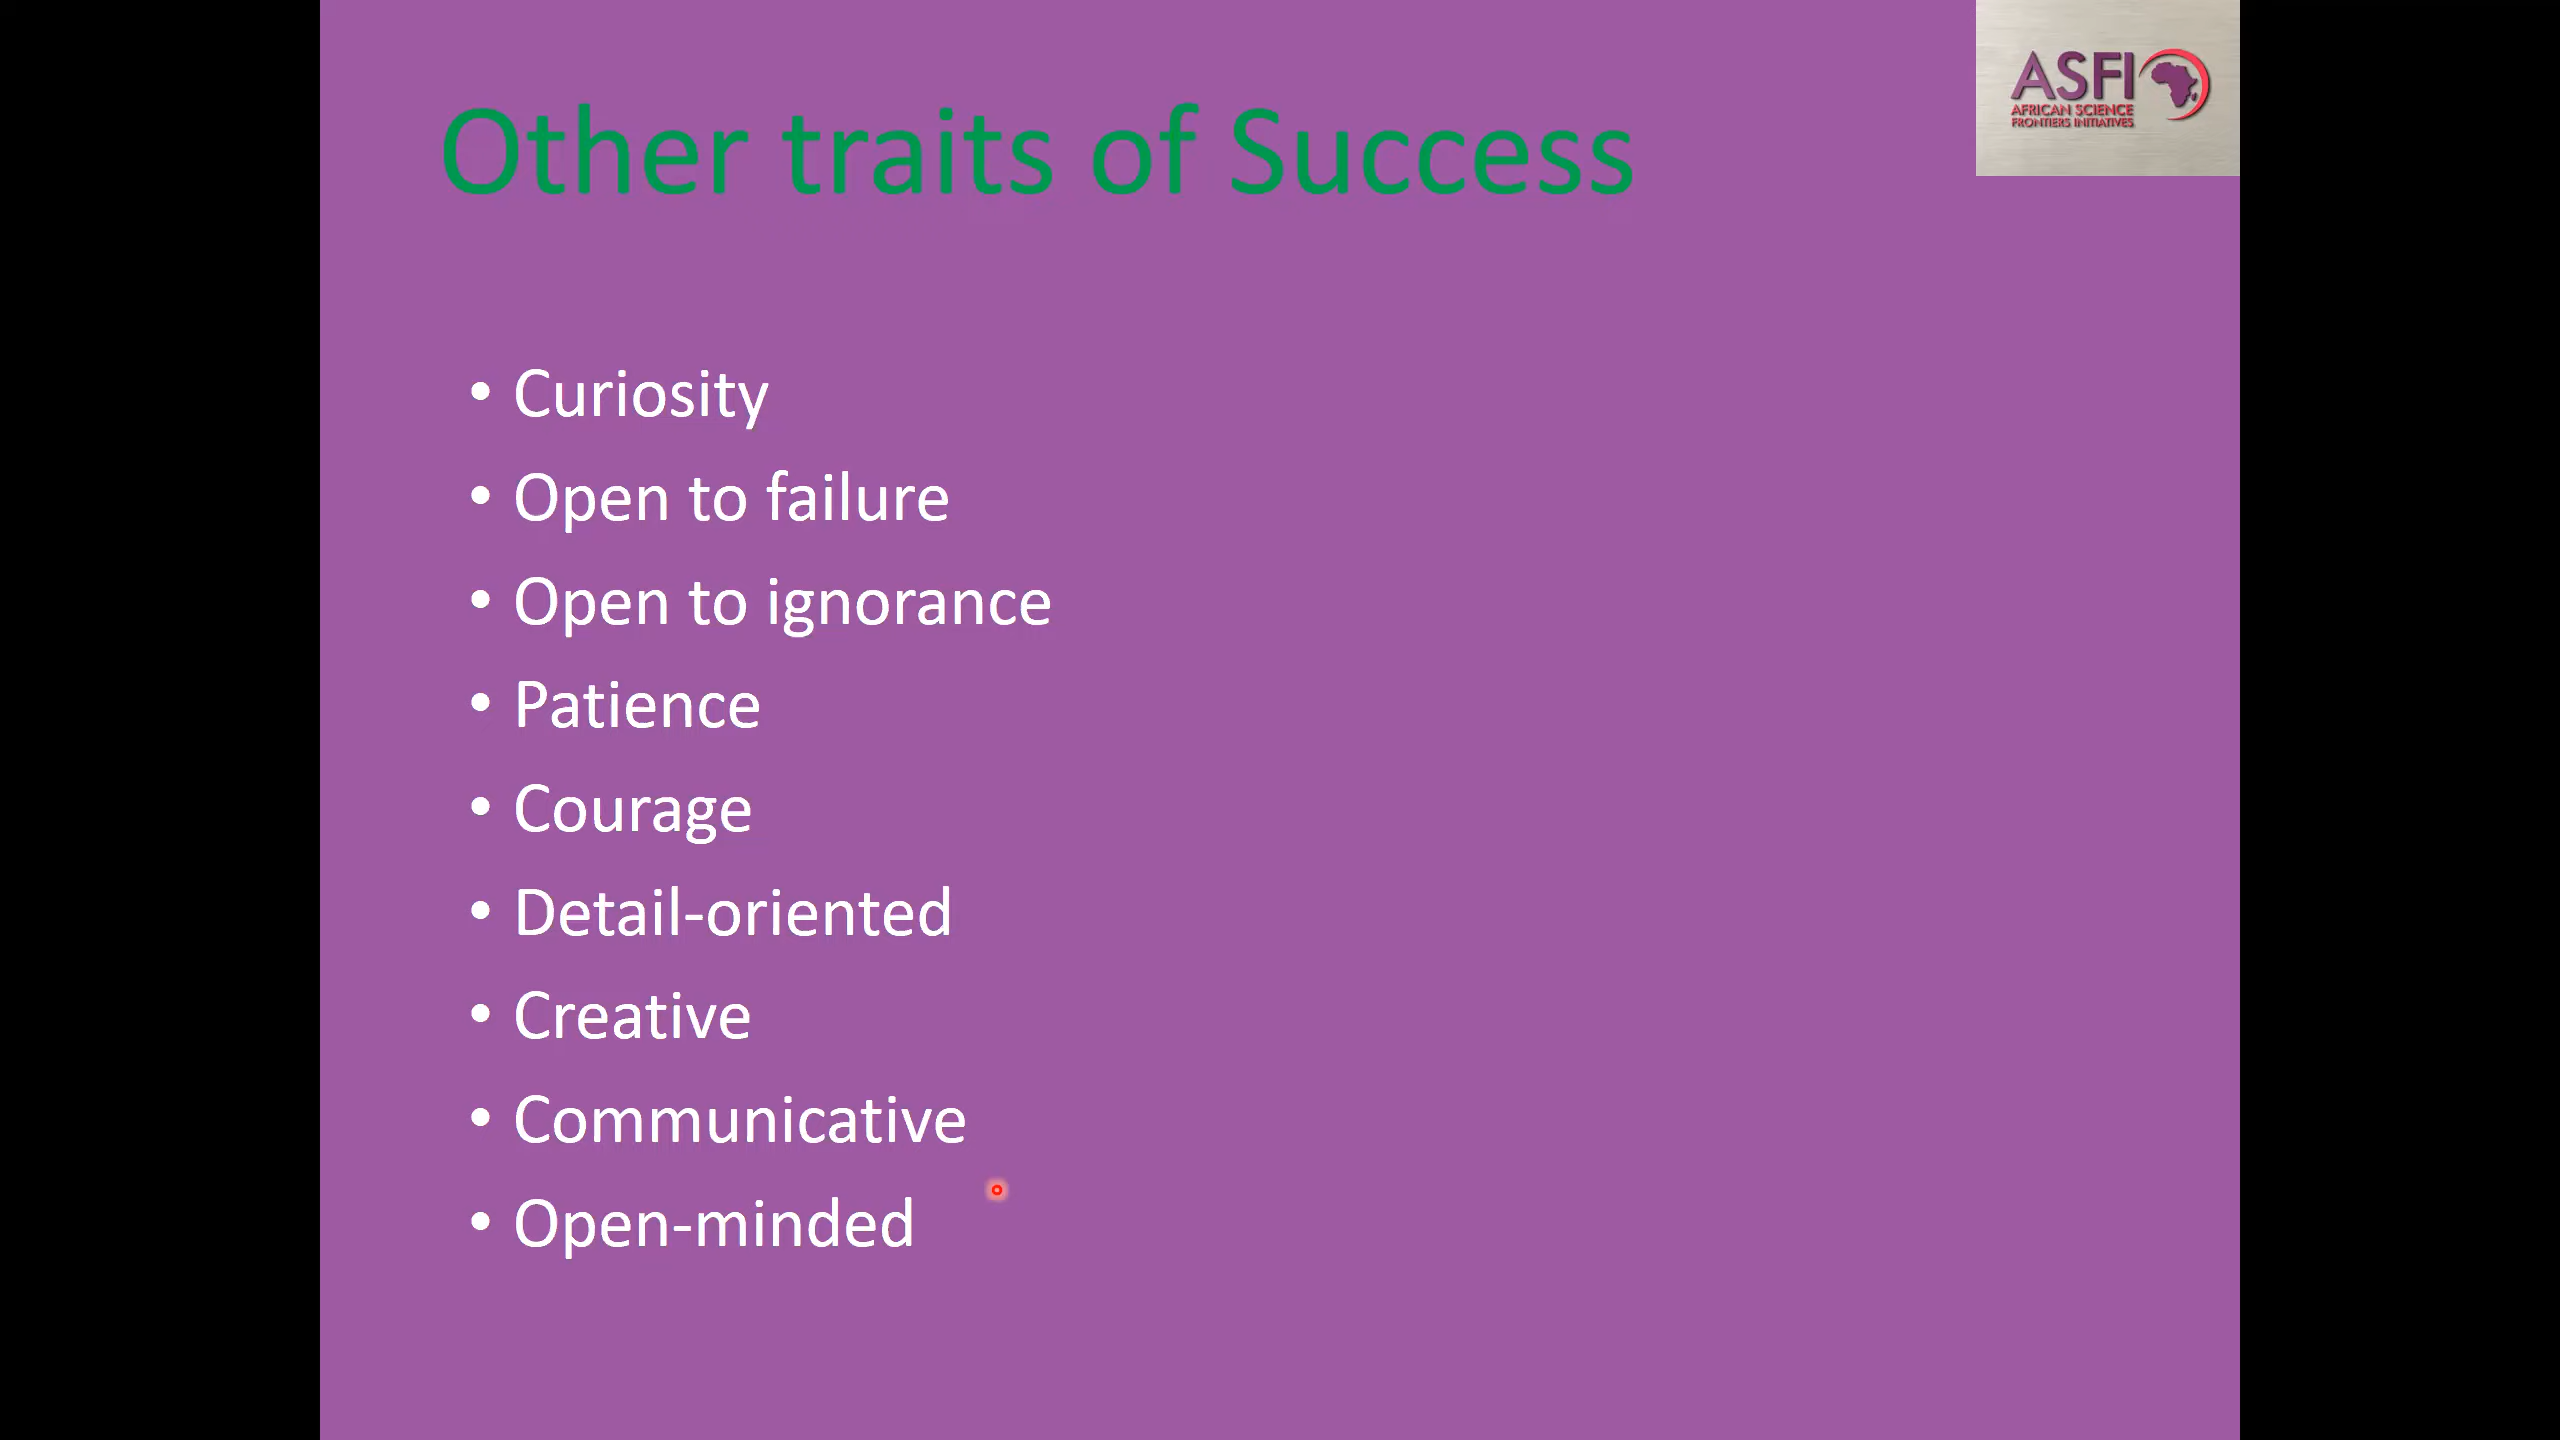 Other traits of Success
ASFI
AFRICAN SCIENCE
FRONTIERS INITIATIVES
• Curiosity
• Open to failure
• Open to ignorance
• Patience
• Courage
• Detail-oriented
• Creative
• Communicative
• Open-minded